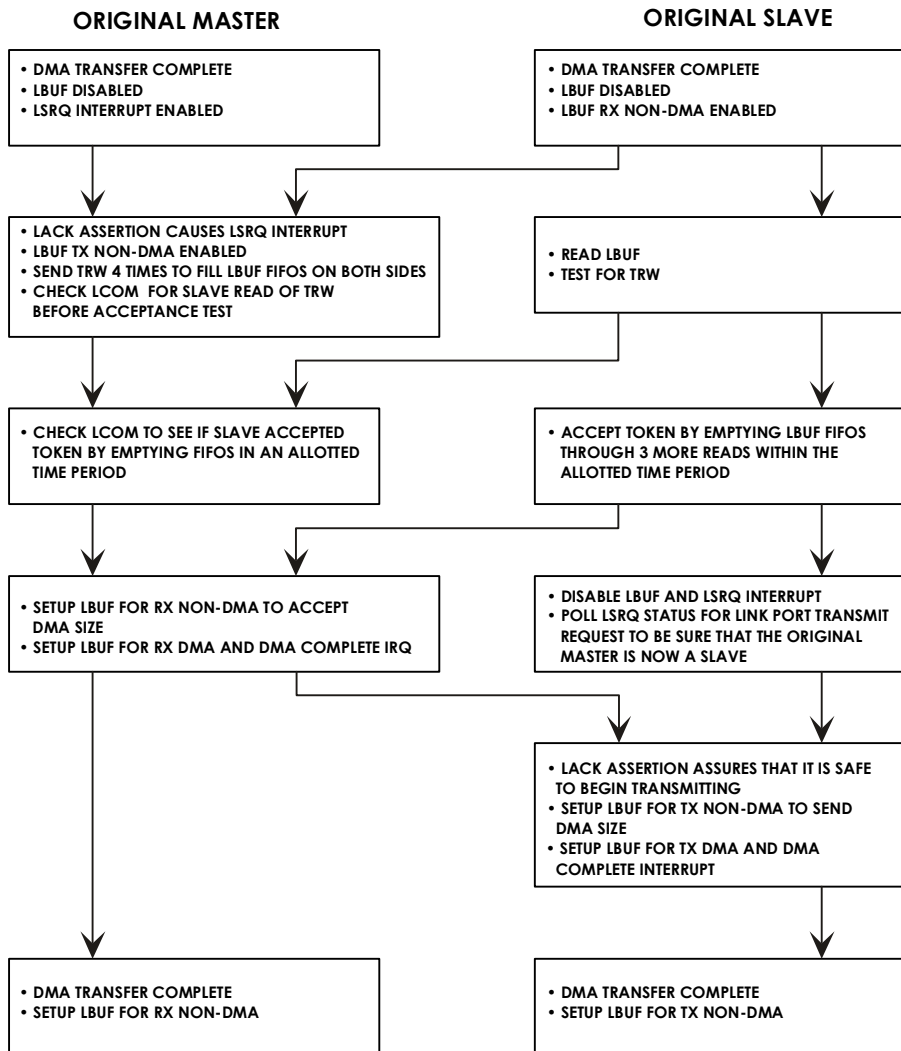 ORIGINAL MASTER
ORIGINAL SLAVE
• DMA TRANSFER COMPLETE
• LBUF DISABLED
• LSRQ INTERRUPT ENABLED
• DMA TRANSFER COMPLETE
• LBUF DISABLED
• LBUF RX NON-DMA ENABLED
• LACK ASSERTION CAUSES LSRQ INTERRUPT
• LBUF TX NON-DMA ENABLED
• SEND TRW 4 TIMES TO FILL LBUF FIFOS ON BOTH SIDES
• CHECK LCOM FOR SLAVE READ OF TRW
BEFORE ACCEPTANCE TEST
• READ LBUF
• TEST FOR TRW
• CHECK LCOM TO SEE IF SLAVE ACCEPTED
TOKEN BY EMPTYING FIFOS IN AN ALLOTTED
TIME PERIOD
• ACCEPT TOKEN BY EMPTYING LBUF FIFOS
THROUGH 3 MORE READS WITHIN THE
ALLOTTED TIME PERIOD
• SETUP LBUF FOR RX NON-DMA TO ACCEPT
DMA SIZE
• SETUP LBUF FOR RX DMA AND DMA COMPLETE IRQ
• DISABLE LBUF AND LSRQ INTERRUPT
• POLL LSRQ STATUS FOR LINK PORT TRANSMIT
REQUEST TO BE SURE THAT THE ORIGINAL
MASTER IS NOW A SLAVE
• LACK ASSERTION ASSURES THAT IT IS SAFE
TO BEGIN TRANSMITTING
• SETUP LBUF FOR TX NON-DMA TO SEND
DMA SIZE
• SETUP LBUF FOR TX DMA AND DMA
COMPLETE INTERRUPT
• DMA TRANSFER COMPLETE
• SETUP LBUF FOR RX NON-DMA
• DMA TRANSFER COMPLETE
• SETUP LBUF FOR TX NON-DMA